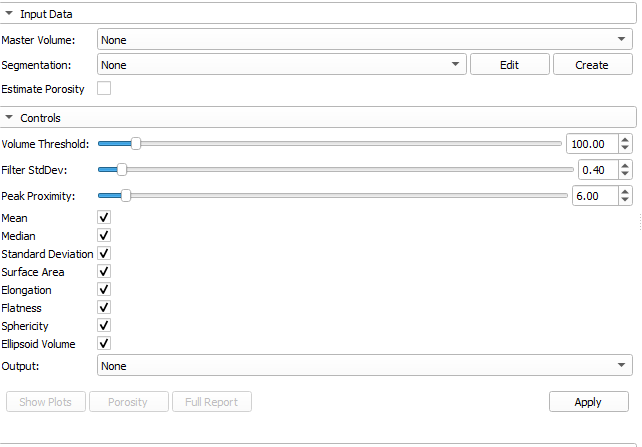 Input Data
Master Volume: None
Segmentation: None Edit Create
Estimate Porosity
Controls
Volume Threshold: 100.00
Filter StdDev: 0.40
Peak Proximity: 6.00
Mean
Median
Standard Deviation
Surface Area
Elongation
Flatness
Sphericity
Ellipsoid Volume
Output: None
Show Plots Porosity Full Report Apply